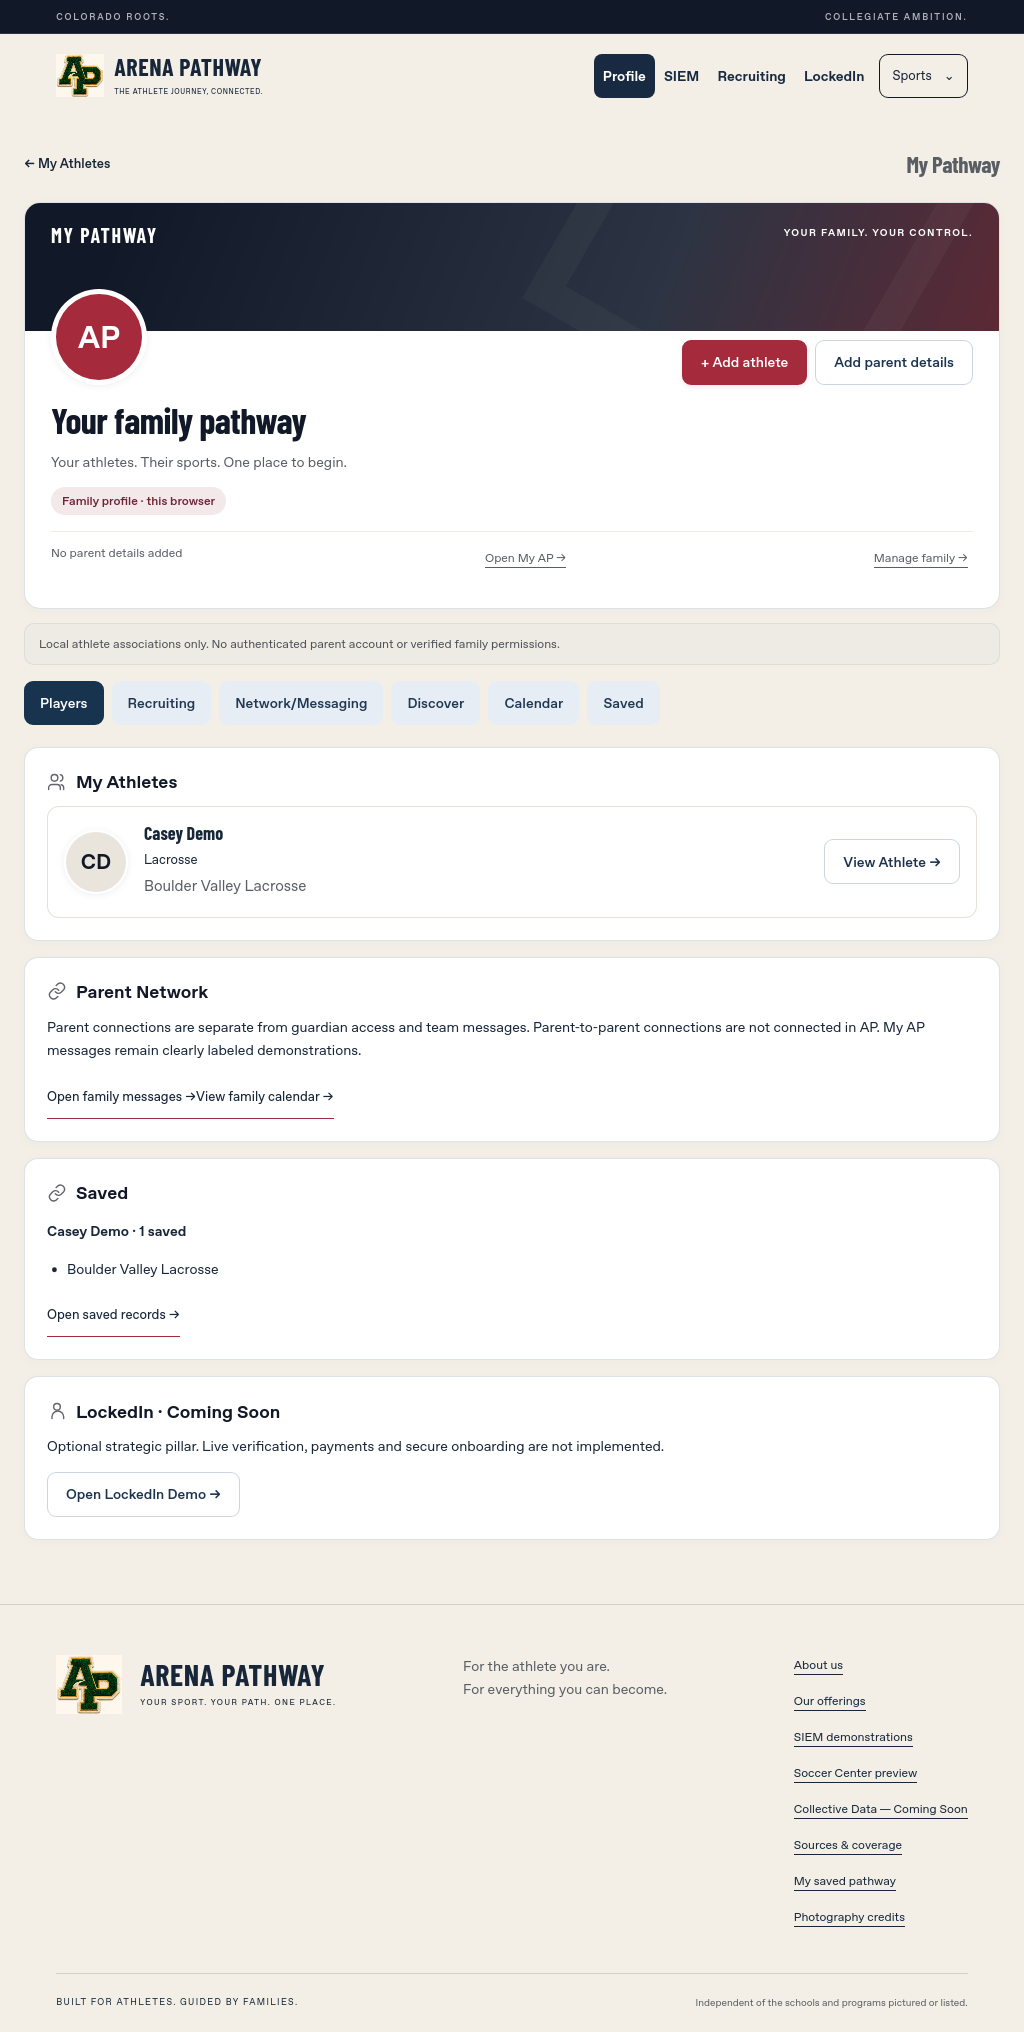 COLORADO ROOTS.
COLLEGIATE AMBITION.
AP
ARENA PATHWAY
THE ATHLETE JOURNEY, CONNECTED.
Profile
SIEM
Recruiting
LockedIn
Sports
← My Athletes
My Pathway
MY PATHWAY
YOUR FAMILY. YOUR CONTROL.
AP
+ Add athlete
Add parent details
Your family pathway
Your athletes. Their sports. One place to begin.
Family profile · this browser
No parent details added
Open My AP →
Manage family →
Local athlete associations only. No authenticated parent account or verified family permissions.
Players
Recruiting
Network/Messaging
Discover
Calendar
Saved
My Athletes
CD
Casey Demo
Lacrosse
Boulder Valley Lacrosse
View Athlete →
Parent Network
Parent connections are separate from guardian access and team messages. Parent-to-parent connections are not connected in AP. My AP
messages remain clearly labeled demonstrations.
Open family messages →View family calendar →
Saved
Casey Demo · 1 saved
• Boulder Valley Lacrosse
Open saved records →
LockedIn · Coming Soon
Optional strategic pillar. Live verification, payments and secure onboarding are not implemented.
Open LockedIn Demo →
AP
ARENA PATHWAY
YOUR SPORT. YOUR PATH. ONE PLACE.
For the athlete you are.
For everything you can become.
About us
Our offerings
SIEM demonstrations
Soccer Center preview
Collective Data — Coming Soon
Sources & coverage
My saved pathway
Photography credits
BUILT FOR ATHLETES. GUIDED BY FAMILIES.
Independent of the schools and programs pictured or listed.